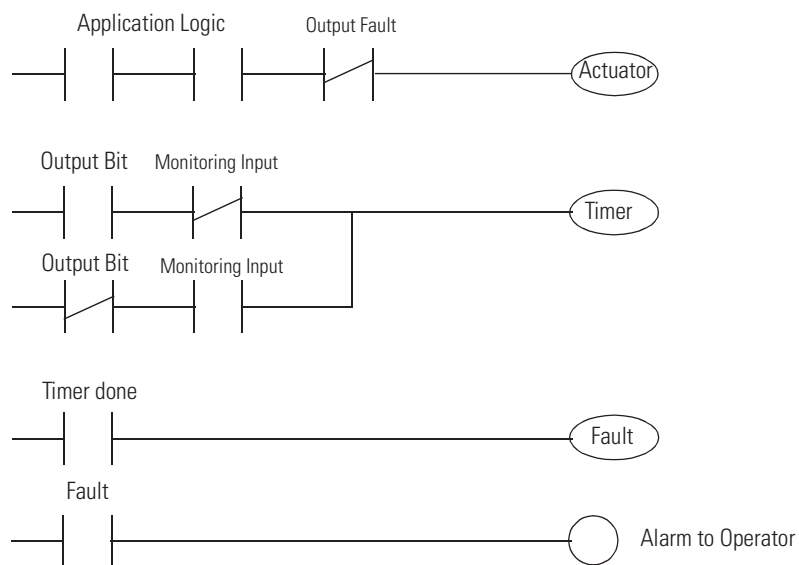 Application Logic
Output Fault
Actuator
Output Bit
Monitoring Input
Timer
Output Bit
Monitoring Input
Timer done
Fault
Fault
Alarm to Operator